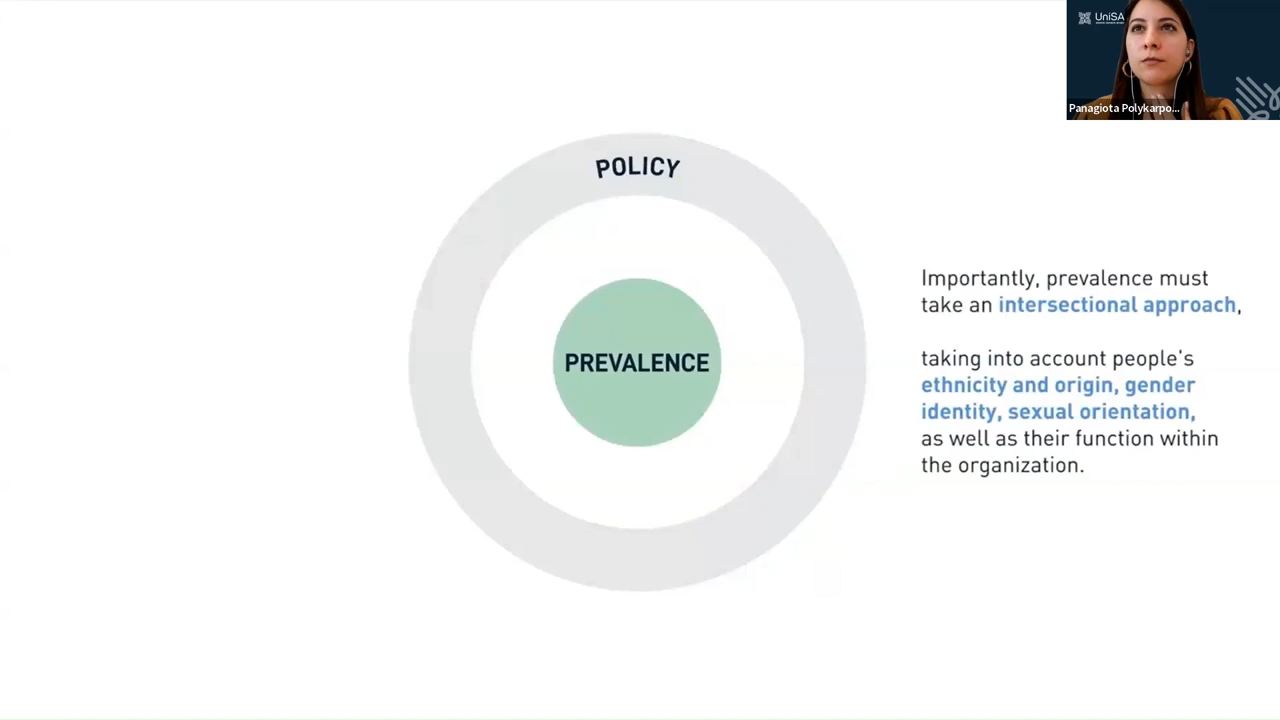 UniSA
Panagiota Polykarpo...
POLICY
PREVALENCE
Importantly, prevalence must
take an intersectional approach,
taking into account people's
ethnicity and origin, gender
identity, sexual orientation,
as well as their function within
the organization.